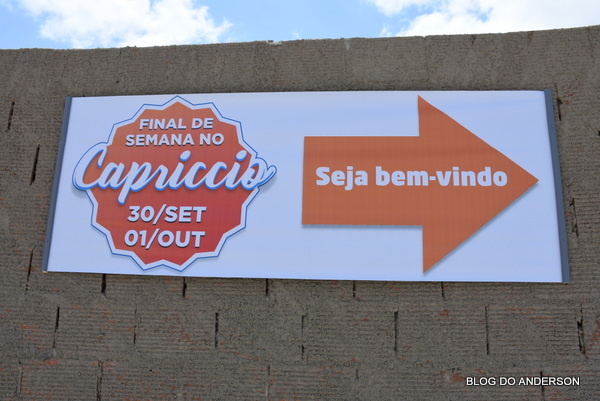 FINAL DE
SEMANA NO
Capriccio
30/SET
01/OUT
Seja bem-vindo
BLOG DO ANDERSON